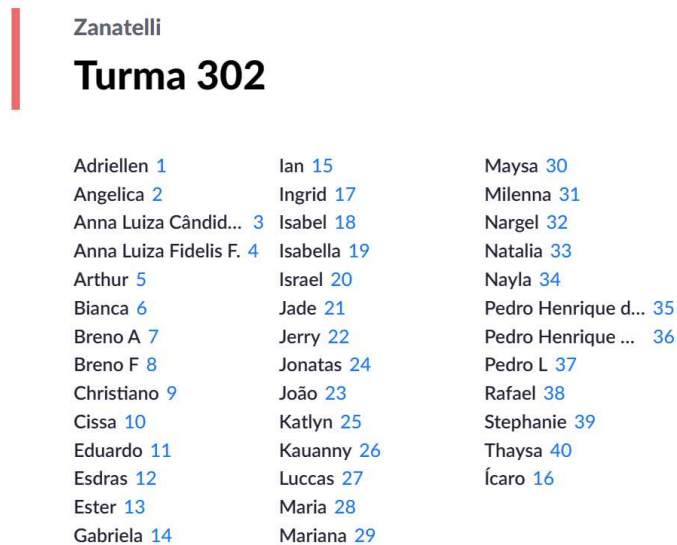 Zanatelli
Turma 302
Adriellen 1
Angelica 2
Anna Luiza Cândid... 3
Anna Luiza Fidelis F. 4
Arthur 5
Bianca 6
Breno A 7
Breno F 8
Christiano 9
Cissa 10
Eduardo 11
Esdras 12
Ester 13
Gabriela 14
Ian 15
Ingrid 17
Isabel 18
Isabella 19
Israel 20
Jade 21
Jerry 22
Jonatas 24
João 23
Katlyn 25
Kauanny 26
Luccas 27
Maria 28
Mariana 29
Maysa 30
Milenna 31
Nargel 32
Natalia 33
Nayla 34
Pedro Henrique d... 35
Pedro Henrique ... 36
Pedro L 37
Rafael 38
Stephanie 39
Thaysa 40
Ícaro 16